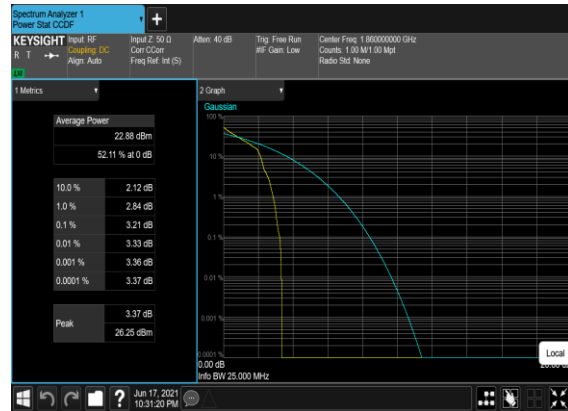 Spectrum Analyzer 1
Power Stat CCDF
KEYSIGHT
R T
LXI
Input: RF
Coupling: DC
Align: Auto
Input Z: 50 Ω
Corr CCorr
Freq Ref: Int (S)
Atten: 40 dB
Trig: Free Run
#IF Gain: Low
Center Freq: 1.860000000 GHz
Counts: 1.00 M/1.00 Mpt
Radio Std: None
1 Metrics
Average Power
22.88 dBm
52.11 % at 0 dB
10.0 % 2.12 dB
1.0 % 2.84 dB
0.1 % 3.21 dB
0.01 % 3.33 dB
0.001 % 3.36 dB
0.0001 % 3.37 dB
Peak
3.37 dB
26.25 dBm
2 Graph
Gaussian
100 %
10 %
1 %
0.1 %
0.01 %
0.001 %
0.0001 %
0.00 dB
Info BW 25.000 MHz
Local
Jun 17, 2021
10:31:20 PM